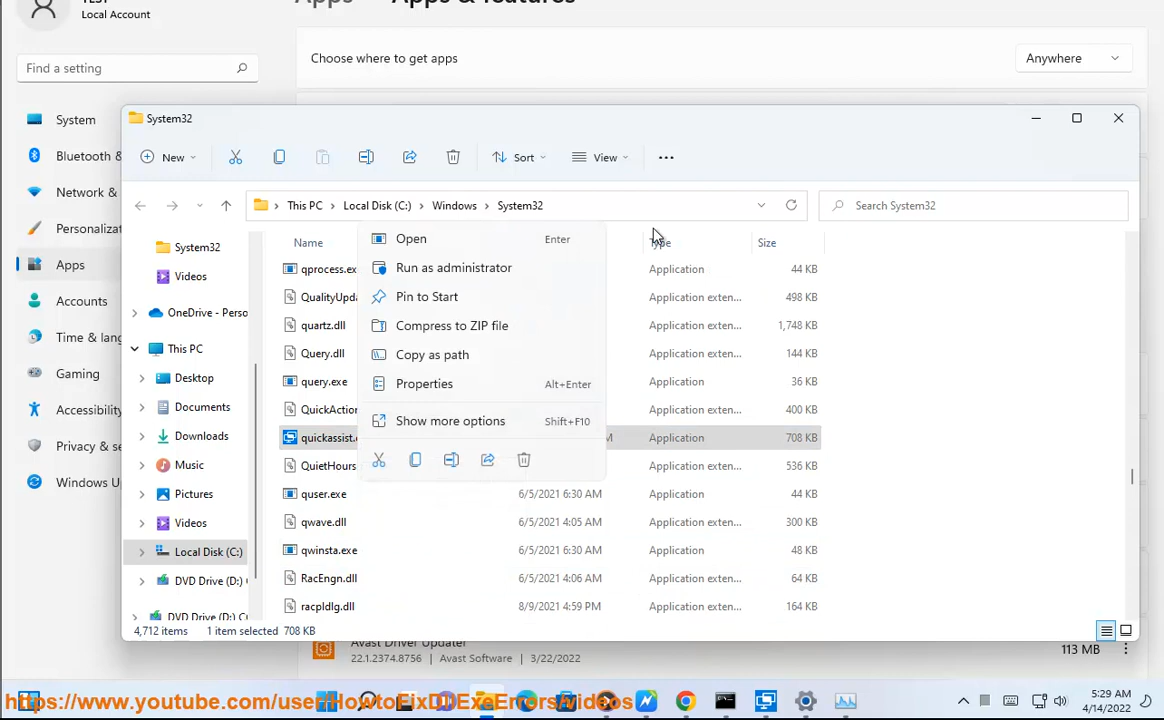 Local Account
Apps & features
Find a setting
Choose where to get apps
Anywhere
System
Bluetooth &
Network &
Personalizat
Apps
Accounts
Time & lang
Gaming
Accessibility
Privacy & se
Windows U
System32
New
Sort
View
This PC > Local Disk (C:) > Windows > System32
Search System32
System32
Videos
OneDrive - Perso
This PC
Desktop
Documents
Downloads
Music
Pictures
Videos
Local Disk (C:)
DVD Drive (D:)
DVD Drive (D:)
Name
Type
Size
qprocess.ex
Application
44 KB
QualityUpda
Application exten...
498 KB
quartz.dll
Application exten...
1,748 KB
Query.dll
Application exten...
144 KB
query.exe
Application
36 KB
QuickAction
Application exten...
400 KB
quickassist.e
M
Application
708 KB
QuietHours
Application exten...
536 KB
quser.exe
6/5/2021 6:30 AM
Application
44 KB
qwave.dll
6/5/2021 4:05 AM
Application exten...
300 KB
qwinsta.exe
6/5/2021 6:30 AM
Application
48 KB
RacEngn.dll
6/5/2021 4:06 AM
Application exten...
64 KB
racpldlg.dll
8/9/2021 4:59 PM
Application exten...
164 KB
Open
Enter
Run as administrator
Pin to Start
Compress to ZIP file
Copy as path
Properties
Alt+Enter
Show more options
Shift+F10
4,712 items
1 item selected 708 KB
Avast Driver Updater
22.1.2374.8756 | Avast Software | 3/22/2022
113 MB
https://www.youtube.com/user/HowtoFixDllExeErrors/videos
5:29 AM
4/14/2022